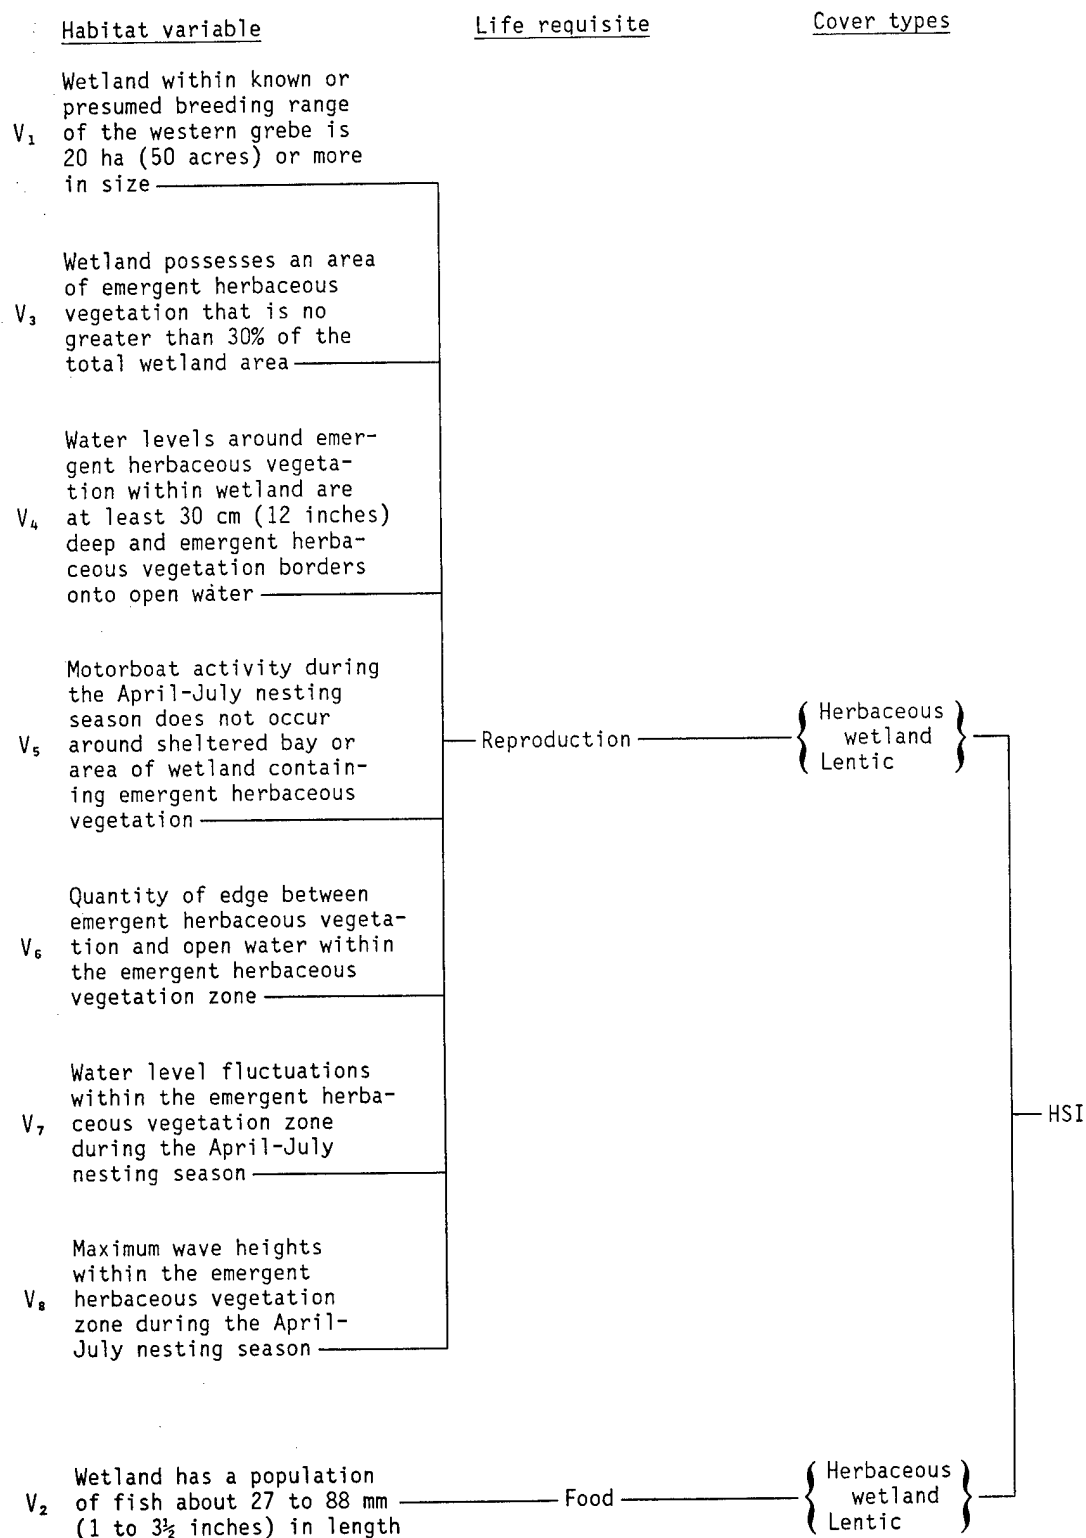 Habitat variable Life requisite Cover types
Wetland within known or
presumed breeding range
V₁ of the western grebe is
20 ha (50 acres) or more
in size
Wetland possesses an area
of emergent herbaceous
V₃ vegetation that is no
greater than 30% of the
total wetland area
Water levels around emer-
gent herbaceous vegeta-
tion within wetland are
V₄ at least 30 cm (12 inches)
deep and emergent herba-
ceous vegetation borders
onto open water
Motorboat activity during
the April-July nesting
season does not occur
V₅ around sheltered bay or
area of wetland contain-
ing emergent herbaceous
vegetation
Reproduction
Herbaceous
wetland
Lentic
Quantity of edge between
emergent herbaceous vegeta-
V₆ tion and open water within
the emergent herbaceous
vegetation zone
Water level fluctuations
within the emergent herba-
V₇ ceous vegetation zone
during the April-July
nesting season
HSI
Maximum wave heights
within the emergent
V₈ herbaceous vegetation
zone during the April-
July nesting season
Wetland has a population
V₂ of fish about 27 to 88 mm
(1 to 3½ inches) in length
Food
Herbaceous
wetland
Lentic